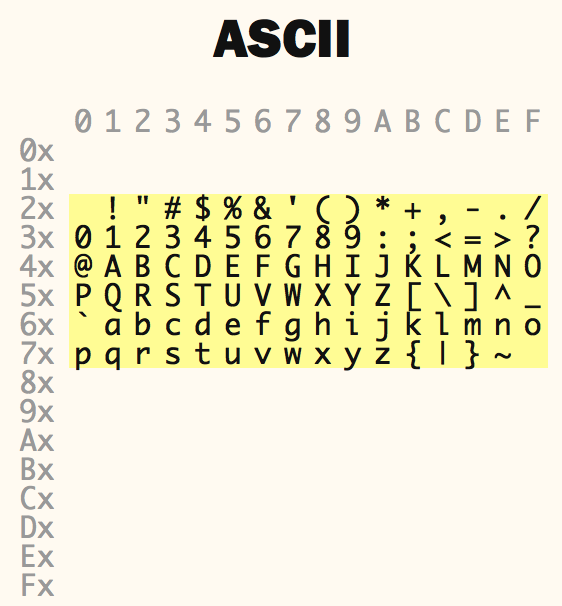 ASCII
0 1 2 3 4 5 6 7 8 9 A B C D E F
0x
1x
2x ! " # $ % & ' ( ) * + , - . /
3x 0 1 2 3 4 5 6 7 8 9 : ; < = > ?
4x @ A B C D E F G H I J K L M N O
5x P Q R S T U V W X Y Z [ \ ] ^ _
6x ` a b c d e f g h i j k l m n o
7x p q r s t u v w x y z { | } ~
8x
9x
Ax
Bx
Cx
Dx
Ex
Fx